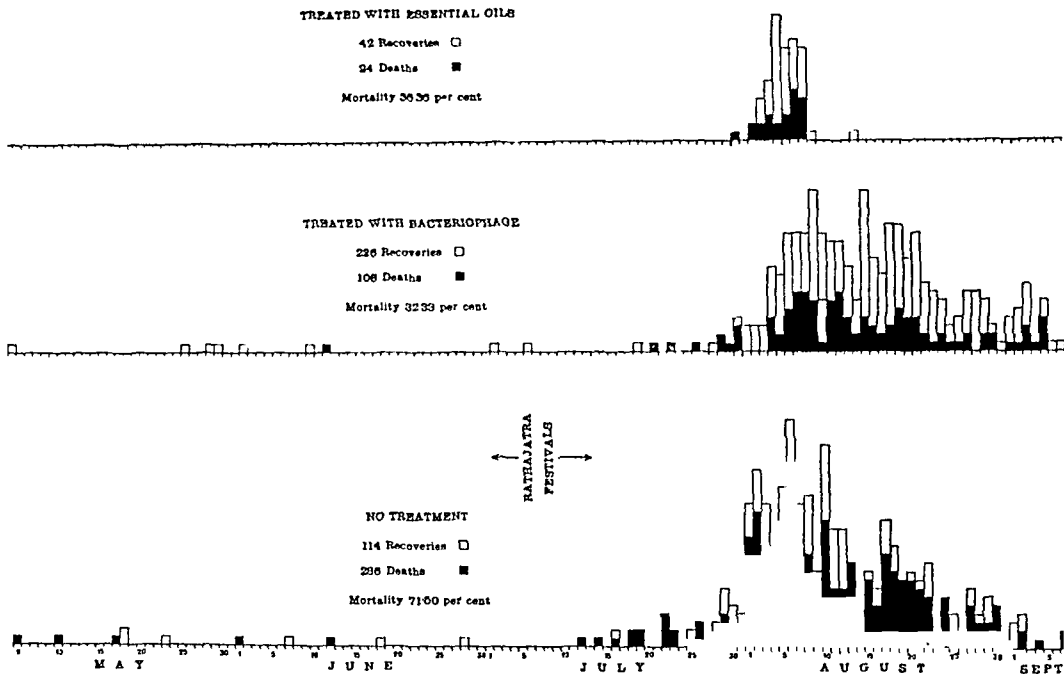 TREATED WITH ESSENTIAL OILS
42 Recoveries
24 Deaths
Mortality 36·36 per cent
TREATED WITH BACTERIOPHAGE
226 Recoveries
108 Deaths
Mortality 32·33 per cent
RATHAJATRA
FESTIVALS
NO TREATMENT
114 Recoveries
286 Deaths
Mortality 71·50 per cent
MAY
JUNE
JULY
AUGUST
SEPT